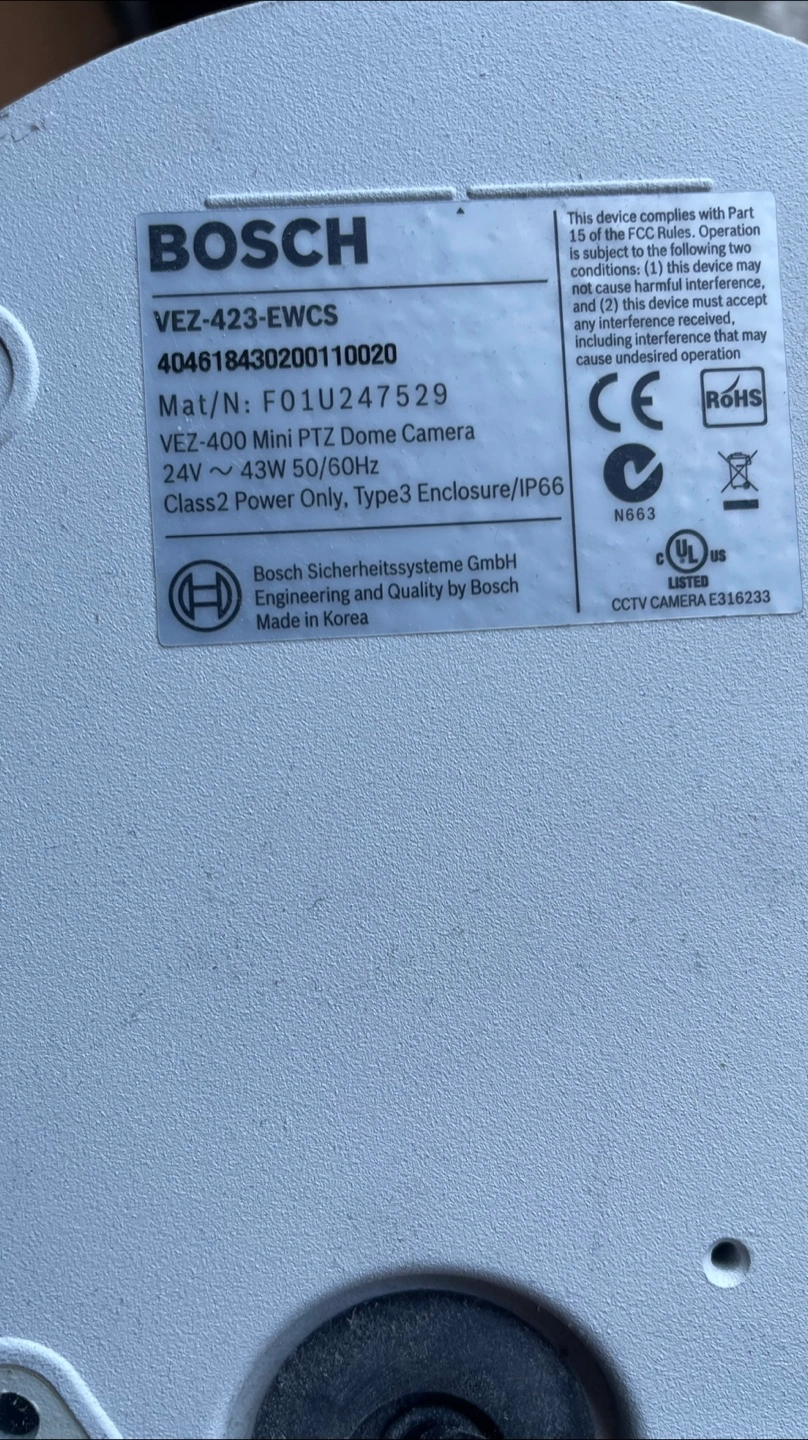 BOSCH
VEZ-423-EWCS
404618430200110020
Mat/N: F01U247529
VEZ-400 Mini PTZ Dome Camera
24V ～ 43W 50/60Hz
Class2 Power Only, Type3 Enclosure/IP66
Bosch Sicherheitssysteme GmbH
Engineering and Quality by Bosch
Made in Korea
This device complies with Part
15 of the FCC Rules. Operation
is subject to the following two
conditions: (1) this device may
not cause harmful interference,
and (2) this device must accept
any interference received,
including interference that may
cause undesired operation
CE
RoHS
N663
c UL us
LISTED
CCTV CAMERA E316233